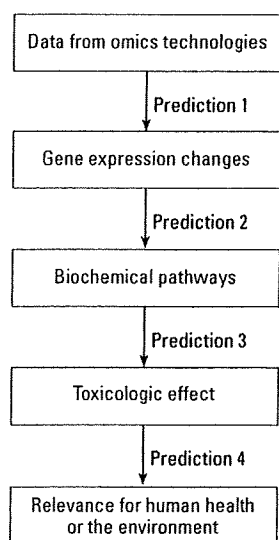 Data from omics technologies
Prediction 1
Gene expression changes
Prediction 2
Biochemical pathways
Prediction 3
Toxicologic effect
Prediction 4
Relevance for human health
or the environment